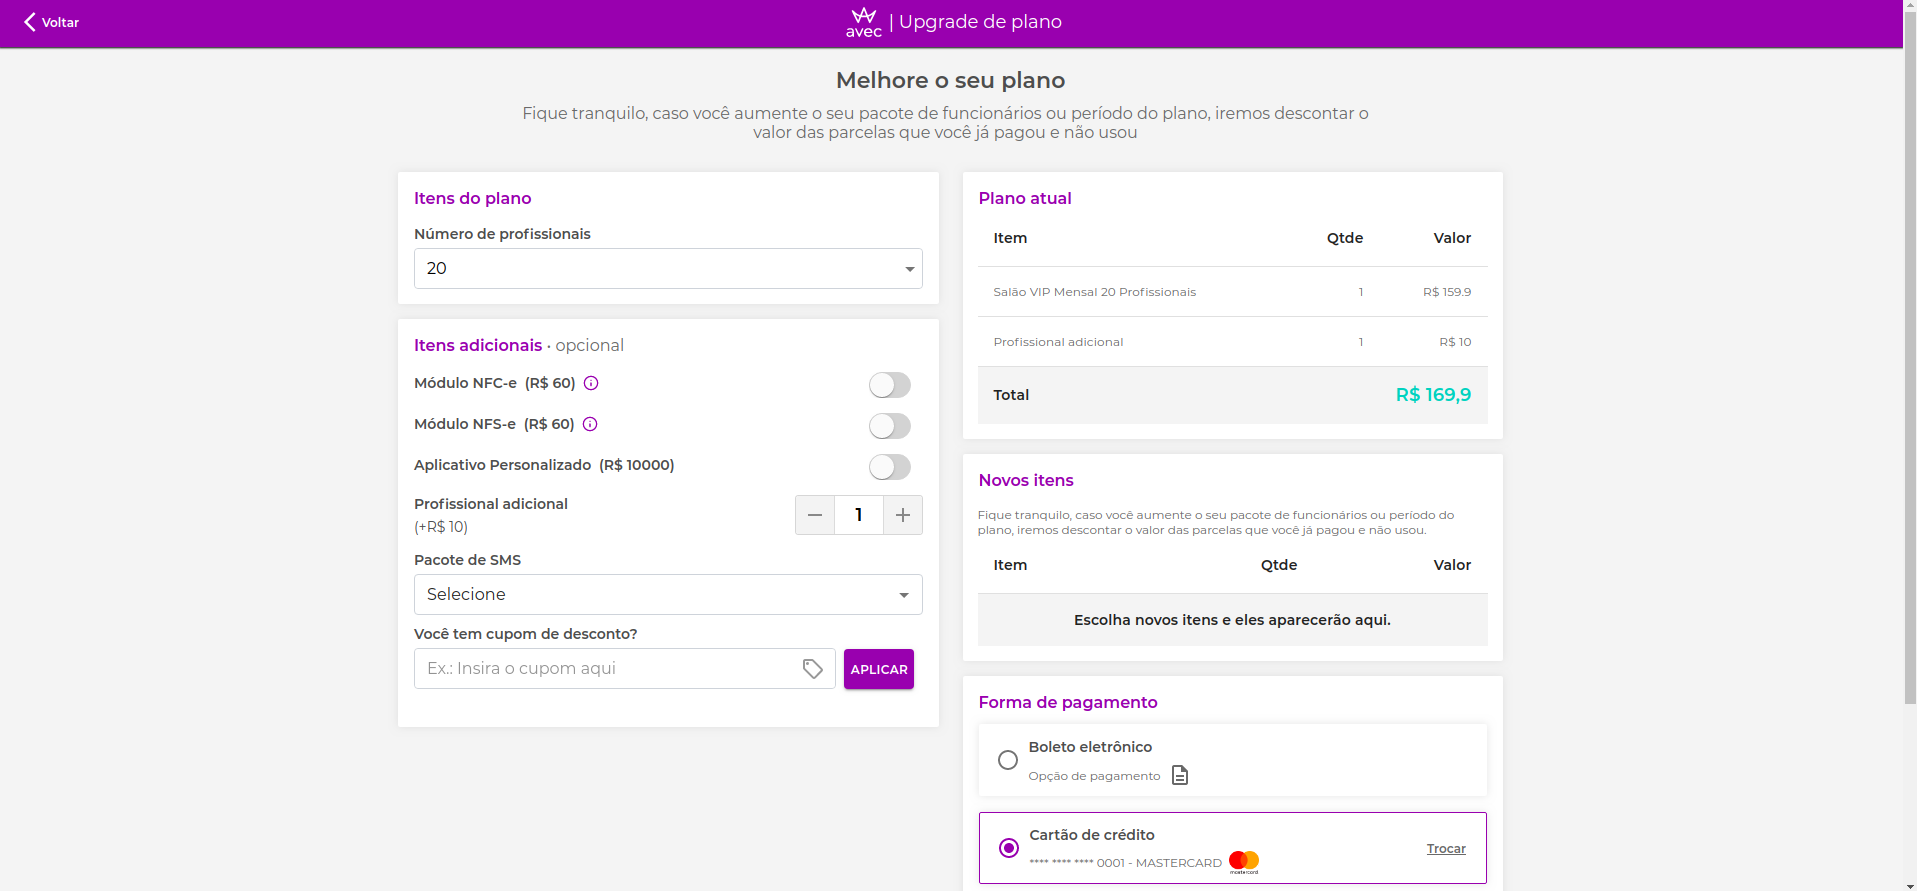 Voltar
avec | Upgrade de plano
Melhore o seu plano
Fique tranquilo, caso você aumente o seu pacote de funcionários ou período do plano, iremos descontar o
valor das parcelas que você já pagou e não usou
Itens do plano
Número de profissionais
20
Itens adicionais • opcional
Módulo NFC-e (R$ 60)
Módulo NFS-e (R$ 60)
Aplicativo Personalizado (R$ 10000)
Profissional adicional
(+R$ 10)
1
Pacote de SMS
Selecione
Você tem cupom de desconto?
Ex.: Insira o cupom aqui
APLICAR
Plano atual
Item Qtde Valor
Salão VIP Mensal 20 Profissionais 1 R$ 159.9
Profissional adicional 1 R$ 10
Total R$ 169,9
Novos itens
Fique tranquilo, caso você aumente o seu pacote de funcionários ou período do
plano, iremos descontar o valor das parcelas que você já pagou e não usou.
Item Qtde Valor
Escolha novos itens e eles aparecerão aqui.
Forma de pagamento
Boleto eletrônico
Opção de pagamento
Cartão de crédito
**** **** **** 0001 - MASTERCARD
mastercard
Trocar